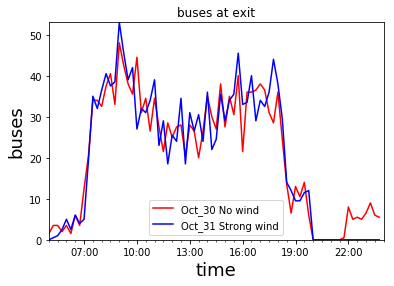 buses at exit
buses
50
40
30
20
10
0
07:00
10:00
13:00
16:00
19:00
22:00
time
Oct_30 No wind
Oct_31 Strong wind